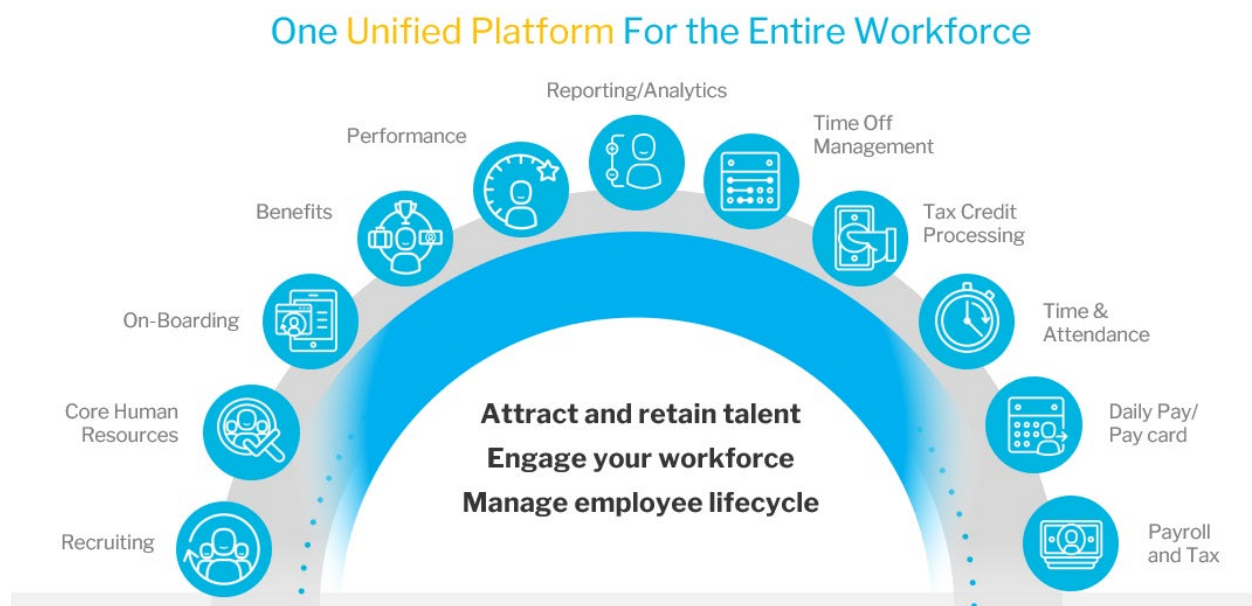 One Unified Platform For the Entire Workforce
Reporting/Analytics
Performance
Time Off
Management
Benefits
Tax Credit
Processing
On-Boarding
Time &
Attendance
Core Human
Resources
Daily Pay/
Pay card
Recruiting
Payroll
and Tax
Attract and retain talent
Engage your workforce
Manage employee lifecycle